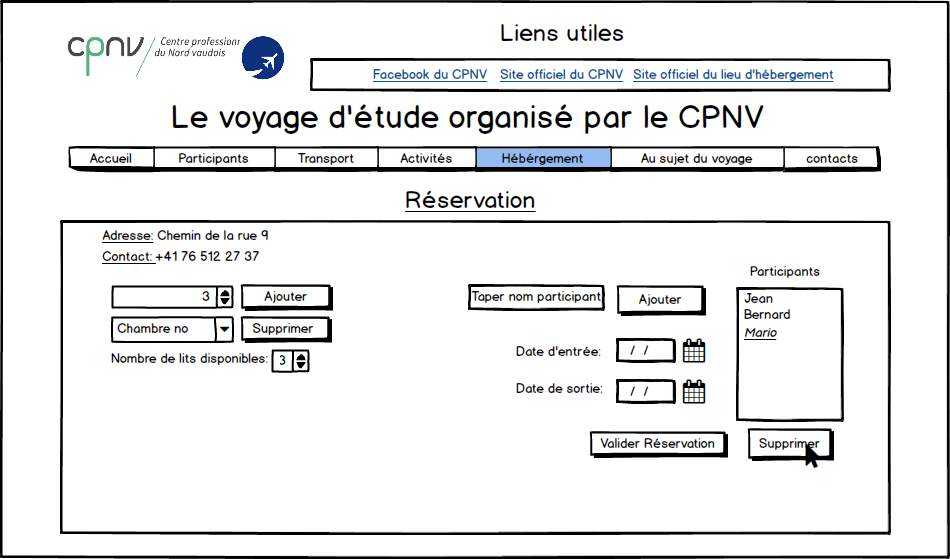 Liens utiles
cpnv
Centre profession
du Nord vaudois
Facebook du CPNV Site officiel du CPNV Site officiel du lieu d'hébergement
Le voyage d'étude organisé par le CPNV
Accueil Participants Transport Activités Hébérgement Au sujet du voyage contacts
Réservation
Adresse: Chemin de la rue 9
Contact: +41 76 512 27 37
Participants
3 Ajouter
Taper nom participant Ajouter
Jean
Bernard
Mario
Chambre no Supprimer
Nombre de lits disponibles: 3
Date d'entrée: / /
Date de sortie: / /
Valider Réservation
Supprimer